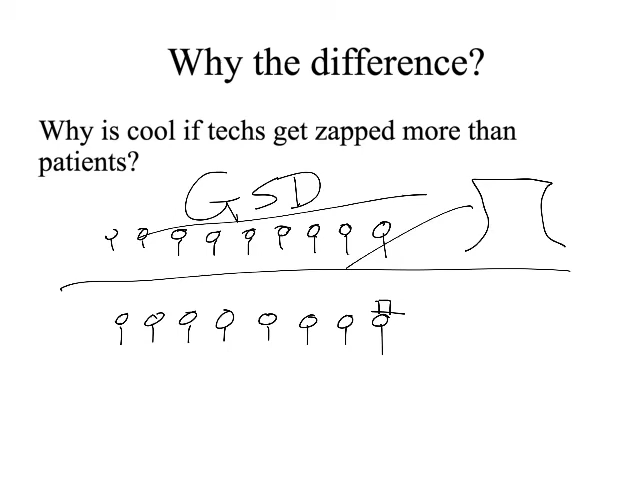 Why the difference?
Why is cool if techs get zapped more than
patients?
GSD